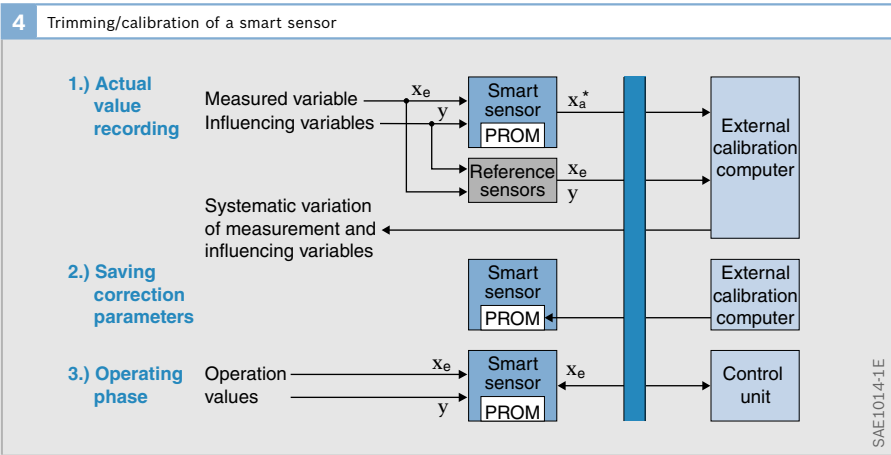 4 Trimming/calibration of a smart sensor
1.) Actual
value
recording
Measured variable
Influencing variables
xe
y
Smart
sensor
PROM
xa*
Reference
sensors
xe
y
External
calibration
computer
Systematic variation
of measurement and
influencing variables
2.) Saving
correction
parameters
Smart
sensor
PROM
External
calibration
computer
3.) Operating
phase
Operation
values
xe
y
Smart
sensor
PROM
xe
Control
unit
SAE1014-1E